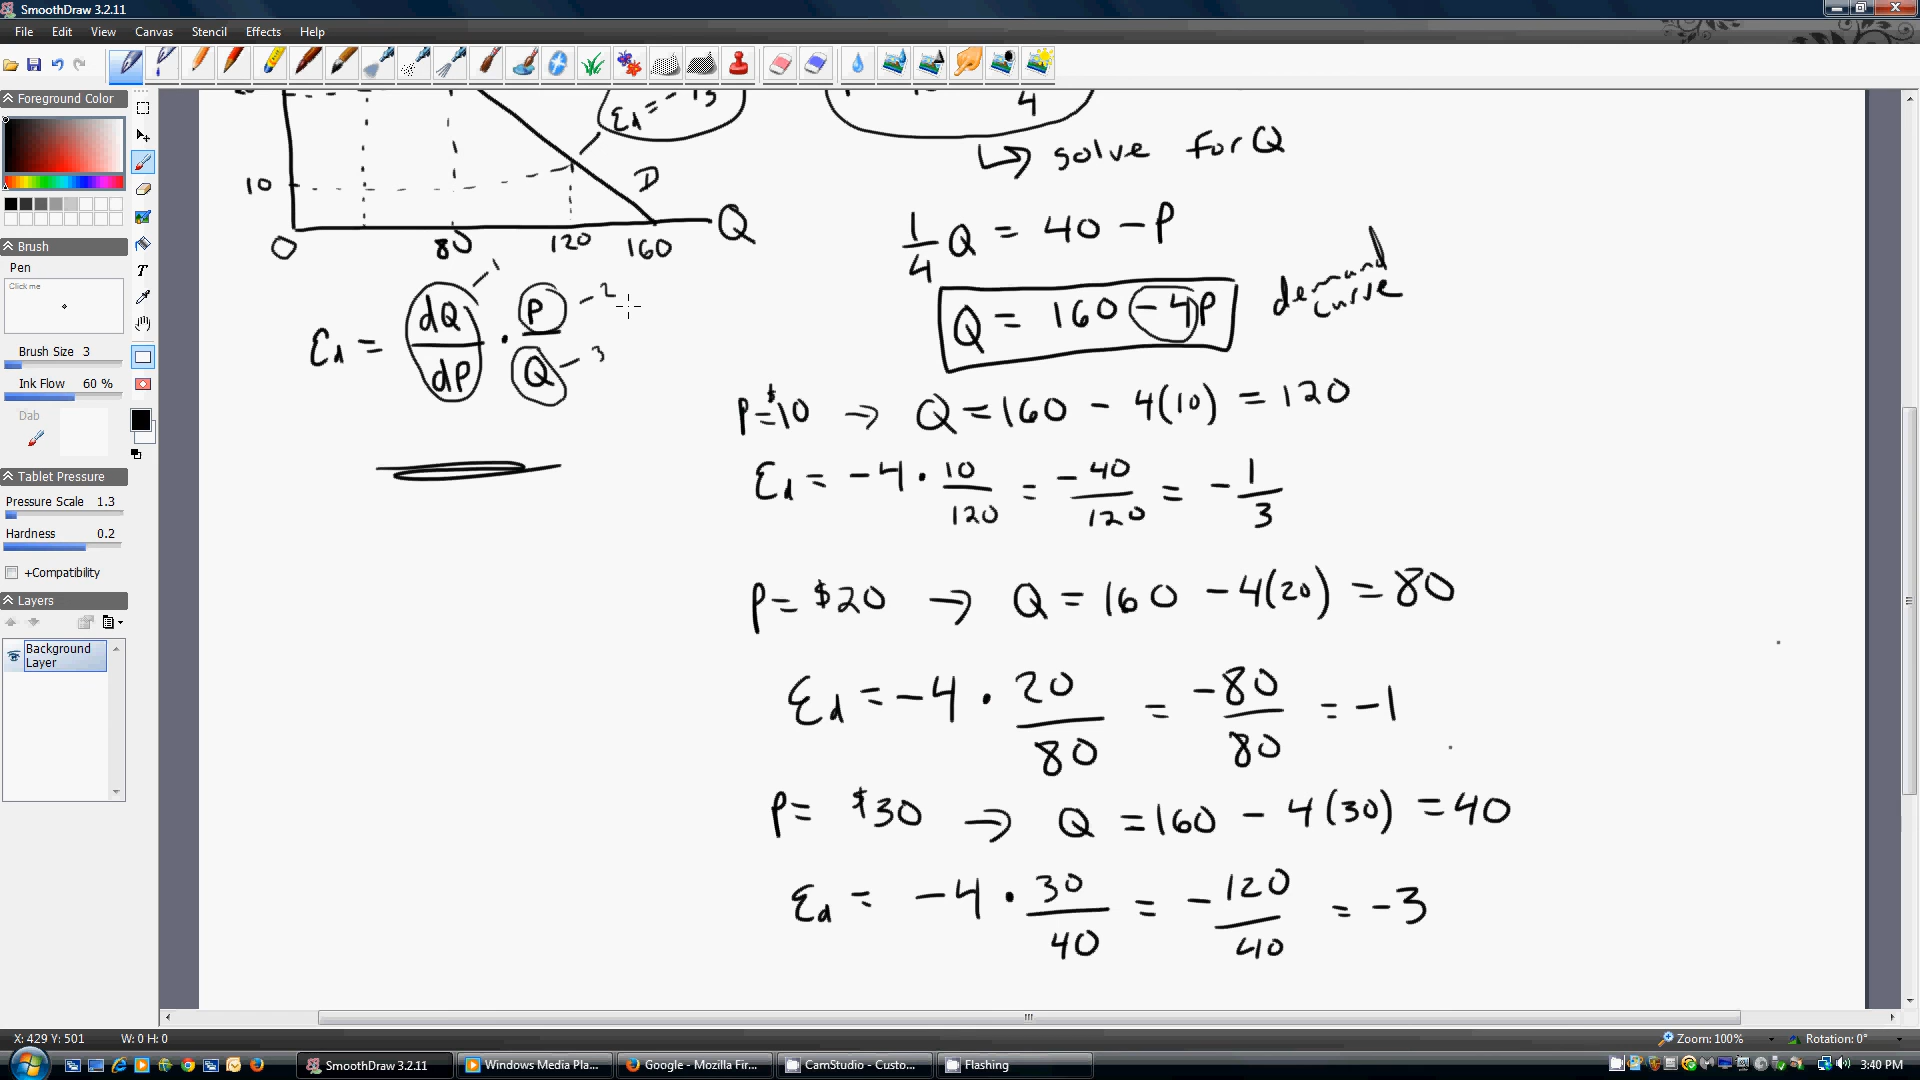 SmoothDraw 3.2.11
File Edit View Canvas Stencil Effects Help
Foreground Color
Brush
Pen
Click me
Brush Size 3
Ink Flow 60 %
Dab
Tablet Pressure
Pressure Scale 1.3
Hardness 0.2
+Compatibility
Layers
Background Layer
4
↳ solve for Q
10
D
0 80 120 160 Q
1/4 Q = 40 - P
Q = 160 - 4P
demand curve
Ed = dQ/dP · P/Q
1
2
3
P=$10 → Q = 160 - 4(10) = 120
Ed = -4 · 10/120 = -40/120 = -1/3
P = $20 → Q = 160 - 4(20) = 80
Ed = -4 · 20/80 = -80/80 = -1
P = $30 → Q = 160 - 4(30) = 40
Ed = -4 · 30/40 = -120/40 = -3
X: 429 Y: 501 W: 0 H: 0 Zoom: 100% Rotation: 0°
SmoothDraw 3.2.11 Windows Media Pla... Google - Mozilla Fir... CamStudio - Custo... Flashing 3:40 PM